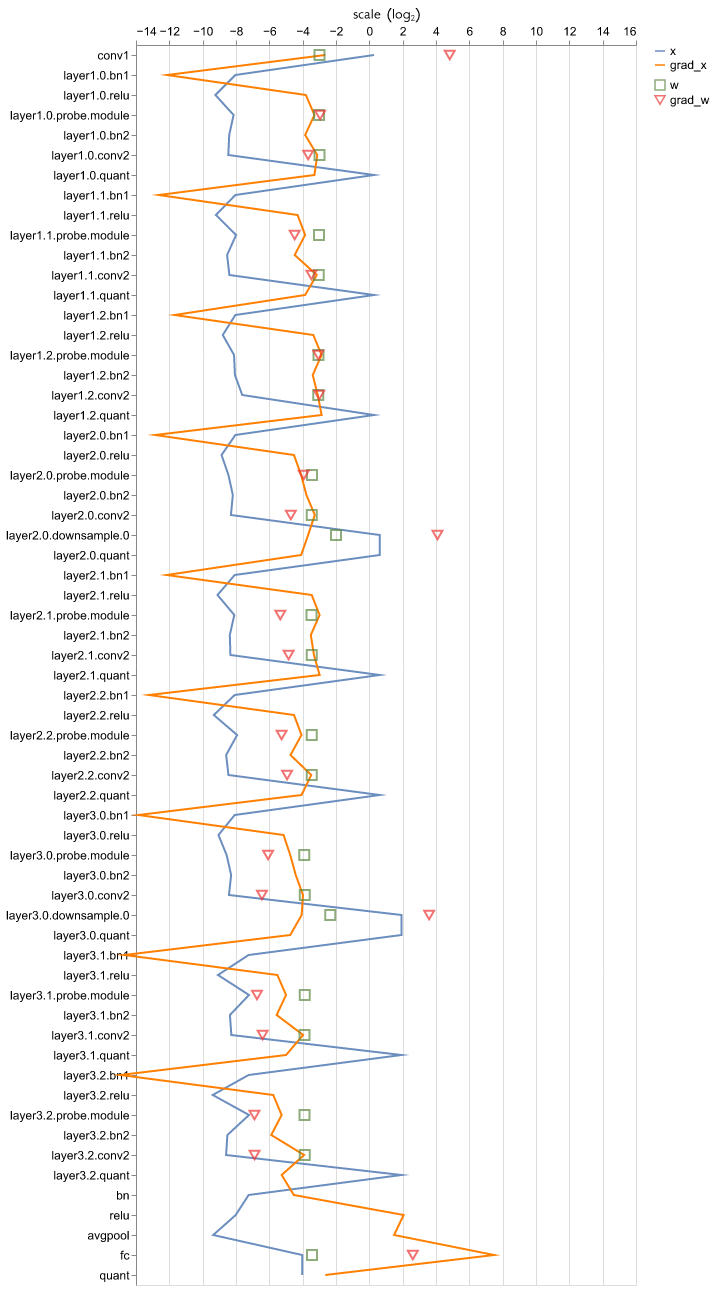 scale (log₂)
−14 −12 −10 −8 −6 −4 −2 0 2 4 6 8 10 12 14 16
x
grad_x
w
grad_w
conv1
layer1.0.bn1
layer1.0.relu
layer1.0.probe.module
layer1.0.bn2
layer1.0.conv2
layer1.0.quant
layer1.1.bn1
layer1.1.relu
layer1.1.probe.module
layer1.1.bn2
layer1.1.conv2
layer1.1.quant
layer1.2.bn1
layer1.2.relu
layer1.2.probe.module
layer1.2.bn2
layer1.2.conv2
layer1.2.quant
layer2.0.bn1
layer2.0.relu
layer2.0.probe.module
layer2.0.bn2
layer2.0.conv2
layer2.0.downsample.0
layer2.0.quant
layer2.1.bn1
layer2.1.relu
layer2.1.probe.module
layer2.1.bn2
layer2.1.conv2
layer2.1.quant
layer2.2.bn1
layer2.2.relu
layer2.2.probe.module
layer2.2.bn2
layer2.2.conv2
layer2.2.quant
layer3.0.bn1
layer3.0.relu
layer3.0.probe.module
layer3.0.bn2
layer3.0.conv2
layer3.0.downsample.0
layer3.0.quant
layer3.1.bn1
layer3.1.relu
layer3.1.probe.module
layer3.1.bn2
layer3.1.conv2
layer3.1.quant
layer3.2.bn1
layer3.2.relu
layer3.2.probe.module
layer3.2.bn2
layer3.2.conv2
layer3.2.quant
bn
relu
avgpool
fc
quant